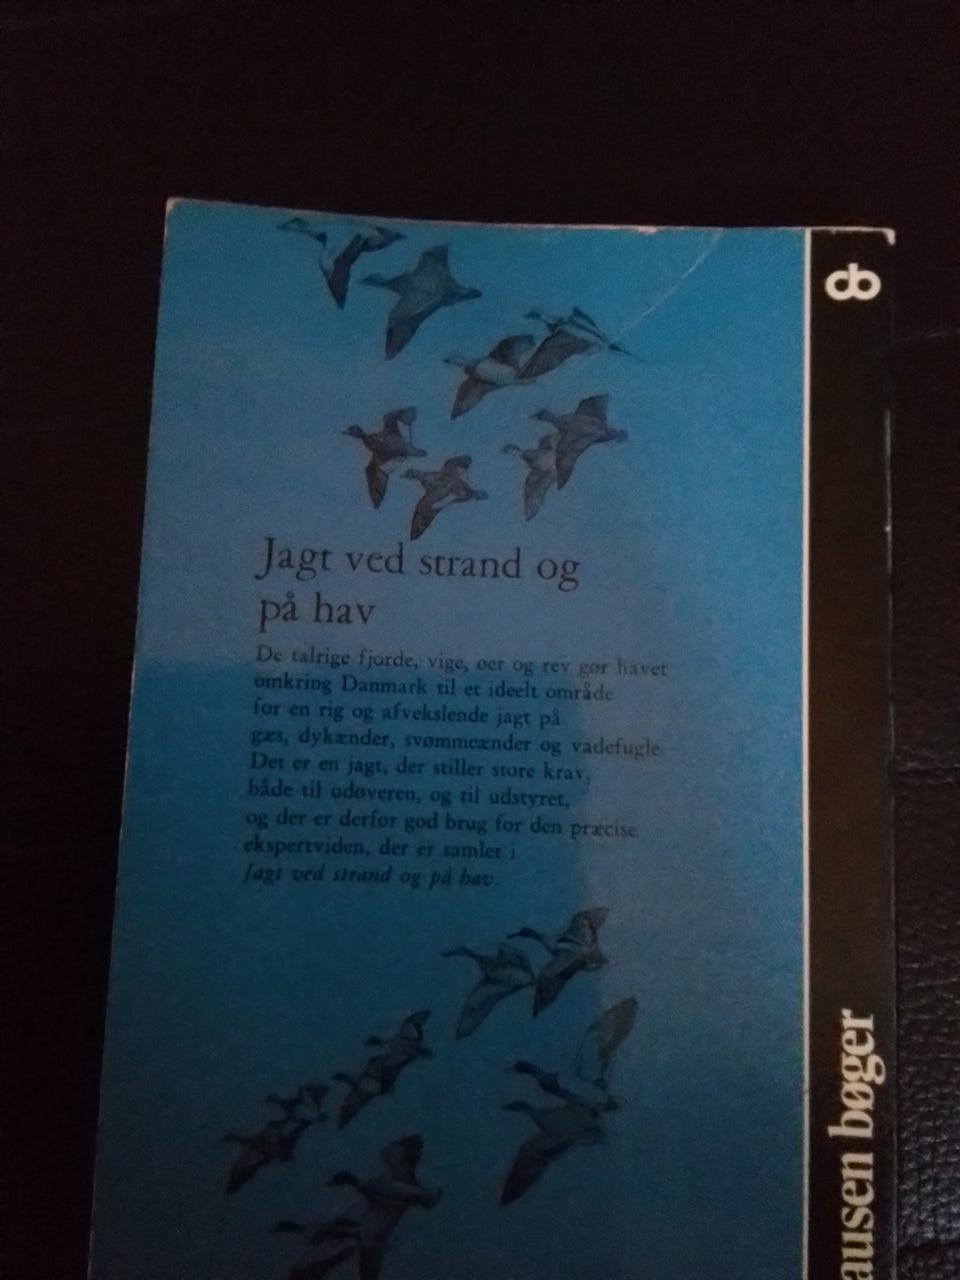 Jagt ved strand og
på hav
De talrige fjorde, vige, øer og rev gør havet
omkring Danmark til et ideelt område
for en rig og afvekslende jagt på
gæs, dykænder, svømmeænder og vadefugle.
Det er en jagt, der stiller store krav,
både til udøveren, og til udstyret,
og der er derfor god brug for den præcise
ekspertviden, der er samlet i
Jagt ved strand og på hav.
cb
ausen bøger